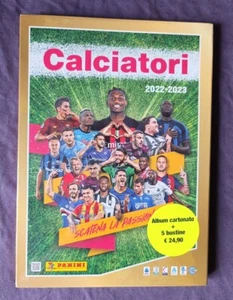 Calciatori
2022-2023
SCATENA LA PASSIONE
Album cartonato
+
5 bustine
€ 24,90
PANINI